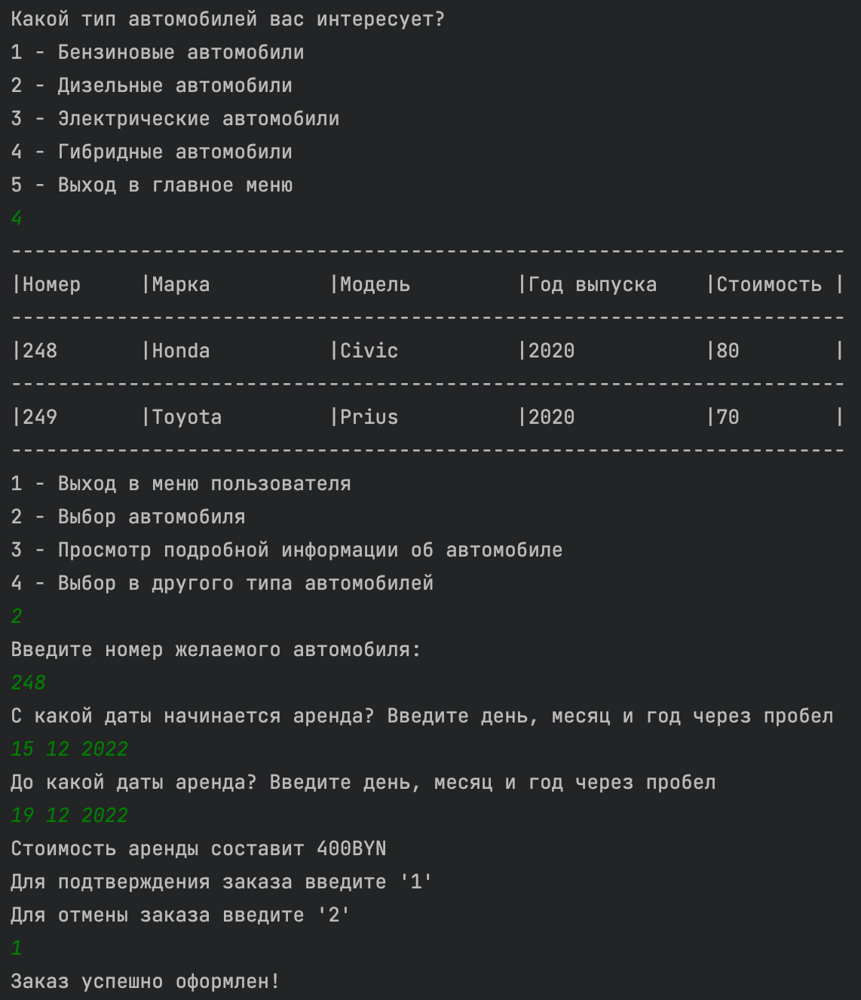 Какой тип автомобилей вас интересует?
1 - Бензиновые автомобили
2 - Дизельные автомобили
3 - Электрические автомобили
4 - Гибридные автомобили
5 - Выход в главное меню
4
-----------------------------------------------------------------------
|Номер     |Марка          |Модель         |Год выпуска    |Стоимость |
-----------------------------------------------------------------------
|248       |Honda          |Civic          |2020           |80        |
-----------------------------------------------------------------------
|249       |Toyota         |Prius          |2020           |70        |
-----------------------------------------------------------------------
1 - Выход в меню пользователя
2 - Выбор автомобиля
3 - Просмотр подробной информации об автомобиле
4 - Выбор в другого типа автомобилей
2
Введите номер желаемого автомобиля:
248
С какой даты начинается аренда? Введите день, месяц и год через пробел
15 12 2022
До какой даты аренда? Введите день, месяц и год через пробел
19 12 2022
Стоимость аренды составит 400BYN
Для подтверждения заказа введите '1'
Для отмены заказа введите '2'
1
Заказ успешно оформлен!